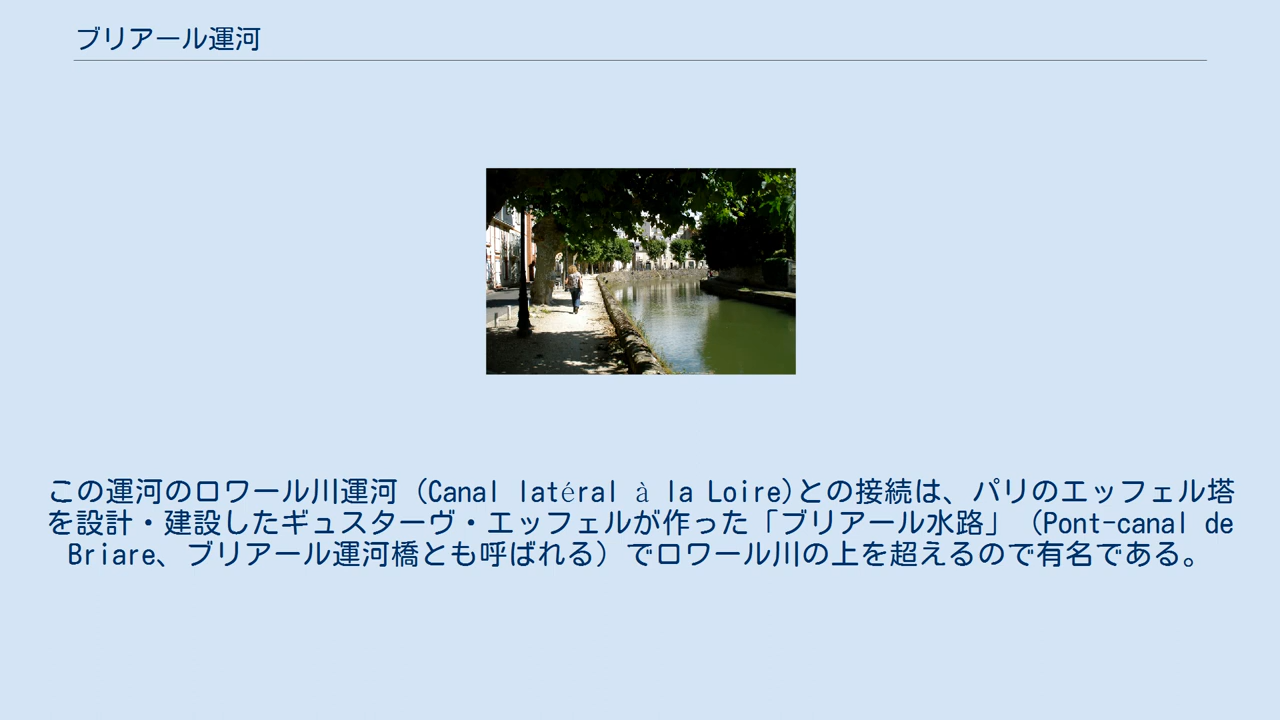 ブリアール運河
この運河のロワール川運河（Canal latéral à la Loire)との接続は、パリのエッフェル塔
を設計・建設したギュスターヴ・エッフェルが作った「ブリアール水路」（Pont-canal de
Briare、ブリアール運河橋とも呼ばれる）でロワール川の上を超えるので有名である。